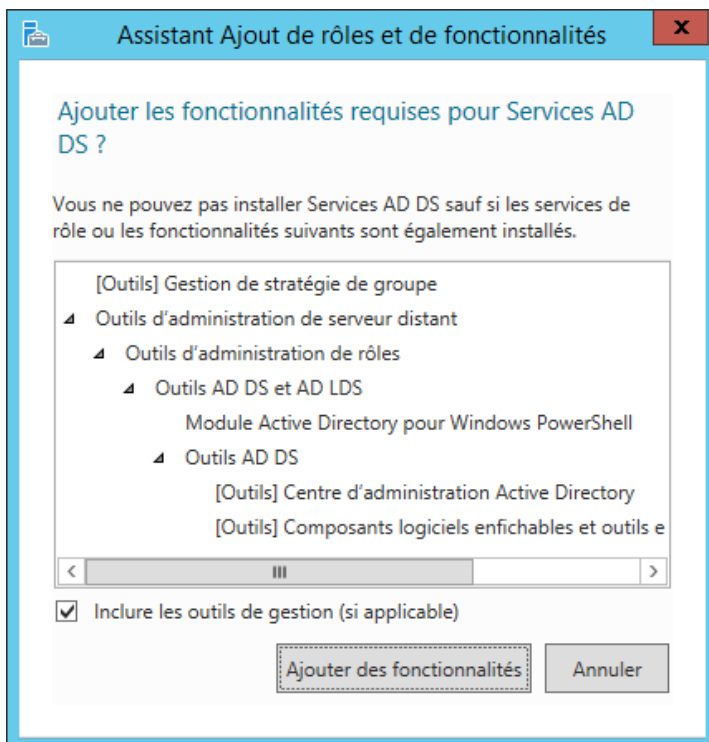 Assistant Ajout de rôles et de fonctionnalités
x
Ajouter les fonctionnalités requises pour Services AD
DS ?
Vous ne pouvez pas installer Services AD DS sauf si les services de
rôle ou les fonctionnalités suivants sont également installés.
[Outils] Gestion de stratégie de groupe
Outils d'administration de serveur distant
Outils d'administration de rôles
Outils AD DS et AD LDS
Module Active Directory pour Windows PowerShell
Outils AD DS
[Outils] Centre d'administration Active Directory
[Outils] Composants logiciels enfichables et outils e
Inclure les outils de gestion (si applicable)
Ajouter des fonctionnalités
Annuler